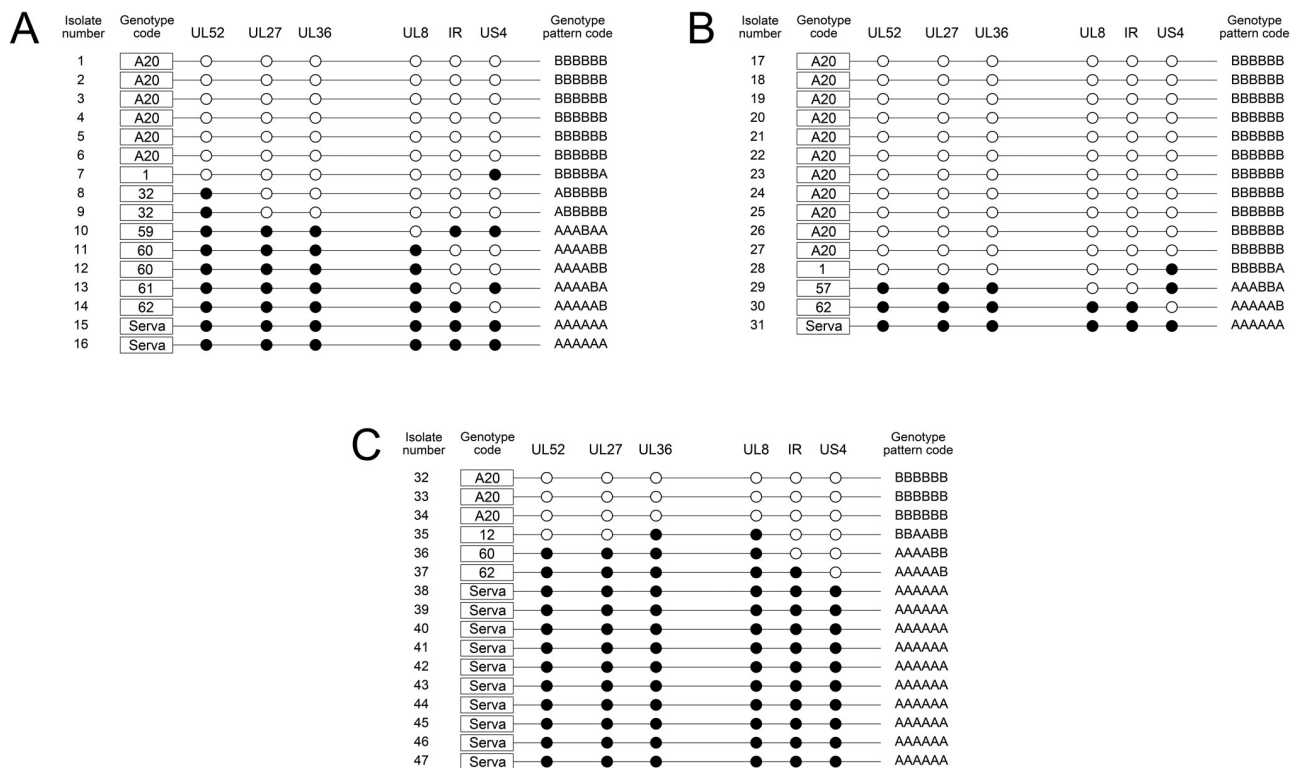 A
Isolate number Genotype code UL52 UL27 UL36 UL8 IR US4 Genotype pattern code
1 A20 BBBBBB
2 A20 BBBBBB
3 A20 BBBBBB
4 A20 BBBBBB
5 A20 BBBBBB
6 A20 BBBBBB
7 1 BBBBBA
8 32 ABBBBB
9 32 ABBBBB
10 59 AAABAA
11 60 AAAABB
12 60 AAAABB
13 61 AAAABA
14 62 AAAAAB
15 Serva AAAAAA
16 Serva AAAAAA
B
Isolate number Genotype code UL52 UL27 UL36 UL8 IR US4 Genotype pattern code
17 A20 BBBBBB
18 A20 BBBBBB
19 A20 BBBBBB
20 A20 BBBBBB
21 A20 BBBBBB
22 A20 BBBBBB
23 A20 BBBBBB
24 A20 BBBBBB
25 A20 BBBBBB
26 A20 BBBBBB
27 A20 BBBBBB
28 1 BBBBBA
29 57 AAABBA
30 62 AAAAAB
31 Serva AAAAAA
C
Isolate number Genotype code UL52 UL27 UL36 UL8 IR US4 Genotype pattern code
32 A20 BBBBBB
33 A20 BBBBBB
34 A20 BBBBBB
35 12 BBAABB
36 60 AAAABB
37 62 AAAAAB
38 Serva AAAAAA
39 Serva AAAAAA
40 Serva AAAAAA
41 Serva AAAAAA
42 Serva AAAAAA
43 Serva AAAAAA
44 Serva AAAAAA
45 Serva AAAAAA
46 Serva AAAAAA
47 Serva AAAAAA